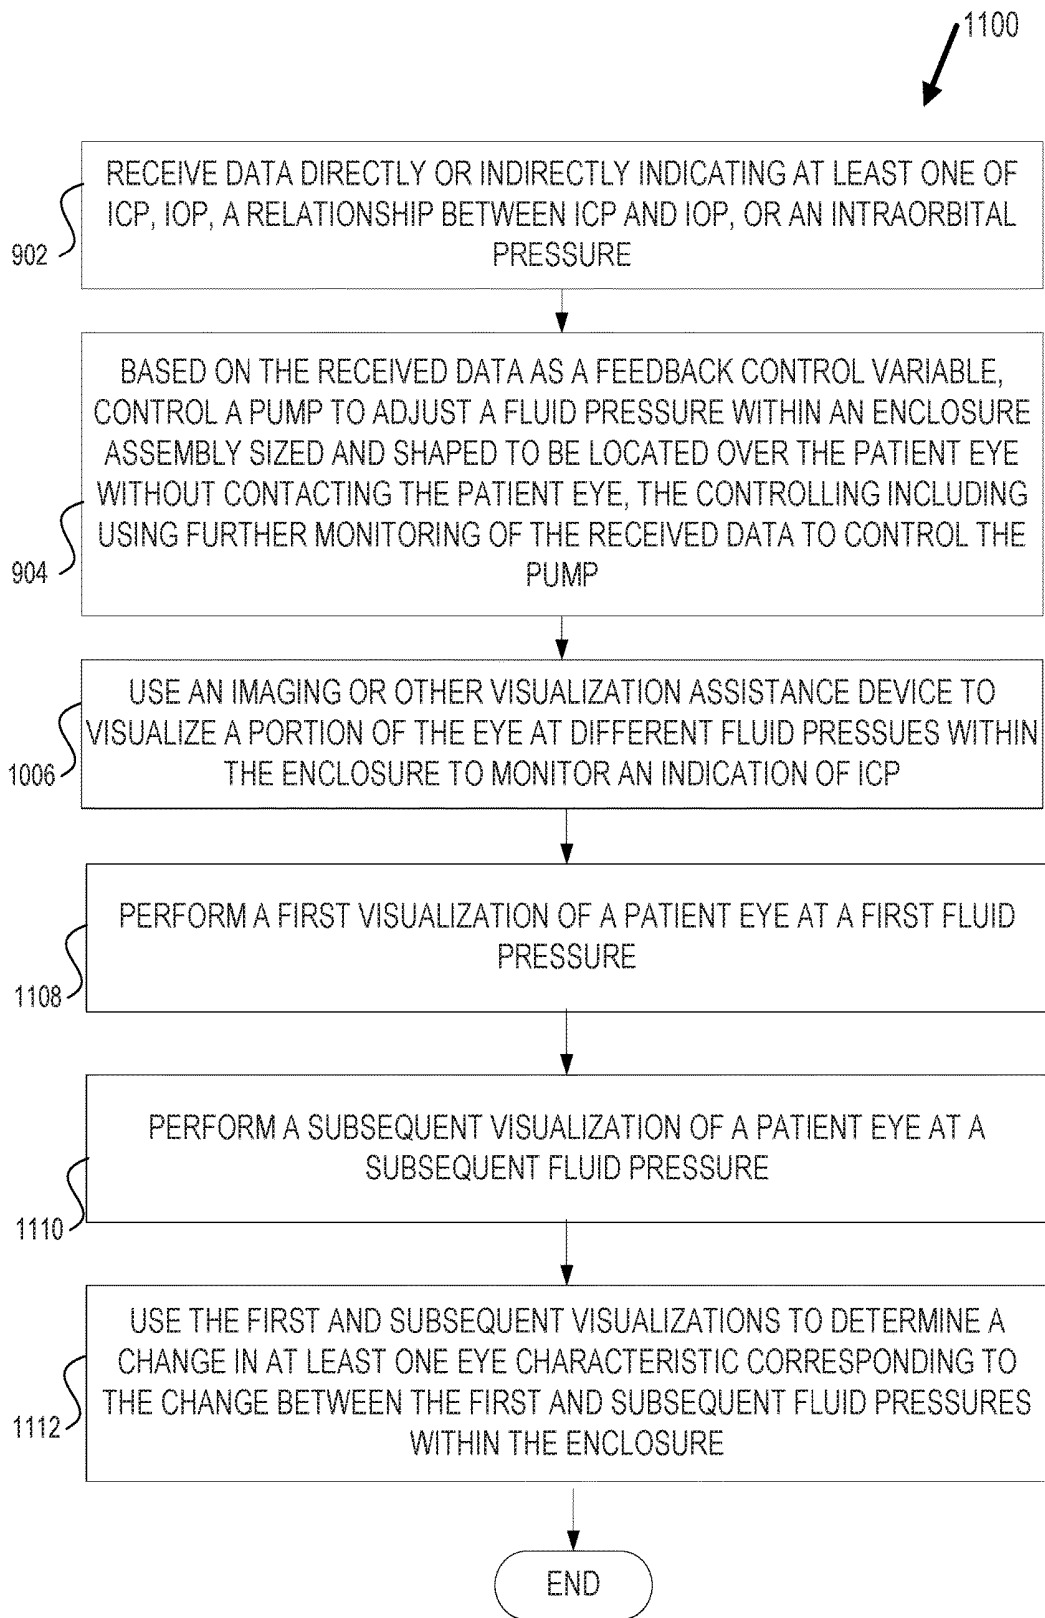 1100
RECEIVE DATA DIRECTLY OR INDIRECTLY INDICATING AT LEAST ONE OF
ICP, IOP, A RELATIONSHIP BETWEEN ICP AND IOP, OR AN INTRAORBITAL
PRESSURE
902
BASED ON THE RECEIVED DATA AS A FEEDBACK CONTROL VARIABLE,
CONTROL A PUMP TO ADJUST A FLUID PRESSURE WITHIN AN ENCLOSURE
ASSEMBLY SIZED AND SHAPED TO BE LOCATED OVER THE PATIENT EYE
WITHOUT CONTACTING THE PATIENT EYE, THE CONTROLLING INCLUDING
USING FURTHER MONITORING OF THE RECEIVED DATA TO CONTROL THE
PUMP
904
USE AN IMAGING OR OTHER VISUALIZATION ASSISTANCE DEVICE TO
VISUALIZE A PORTION OF THE EYE AT DIFFERENT FLUID PRESSUES WITHIN
THE ENCLOSURE TO MONITOR AN INDICATION OF ICP
1006
PERFORM A FIRST VISUALIZATION OF A PATIENT EYE AT A FIRST FLUID
PRESSURE
1108
PERFORM A SUBSEQUENT VISUALIZATION OF A PATIENT EYE AT A
SUBSEQUENT FLUID PRESSURE
1110
USE THE FIRST AND SUBSEQUENT VISUALIZATIONS TO DETERMINE A
CHANGE IN AT LEAST ONE EYE CHARACTERISTIC CORRESPONDING TO
THE CHANGE BETWEEN THE FIRST AND SUBSEQUENT FLUID PRESSURES
WITHIN THE ENCLOSURE
1112
END